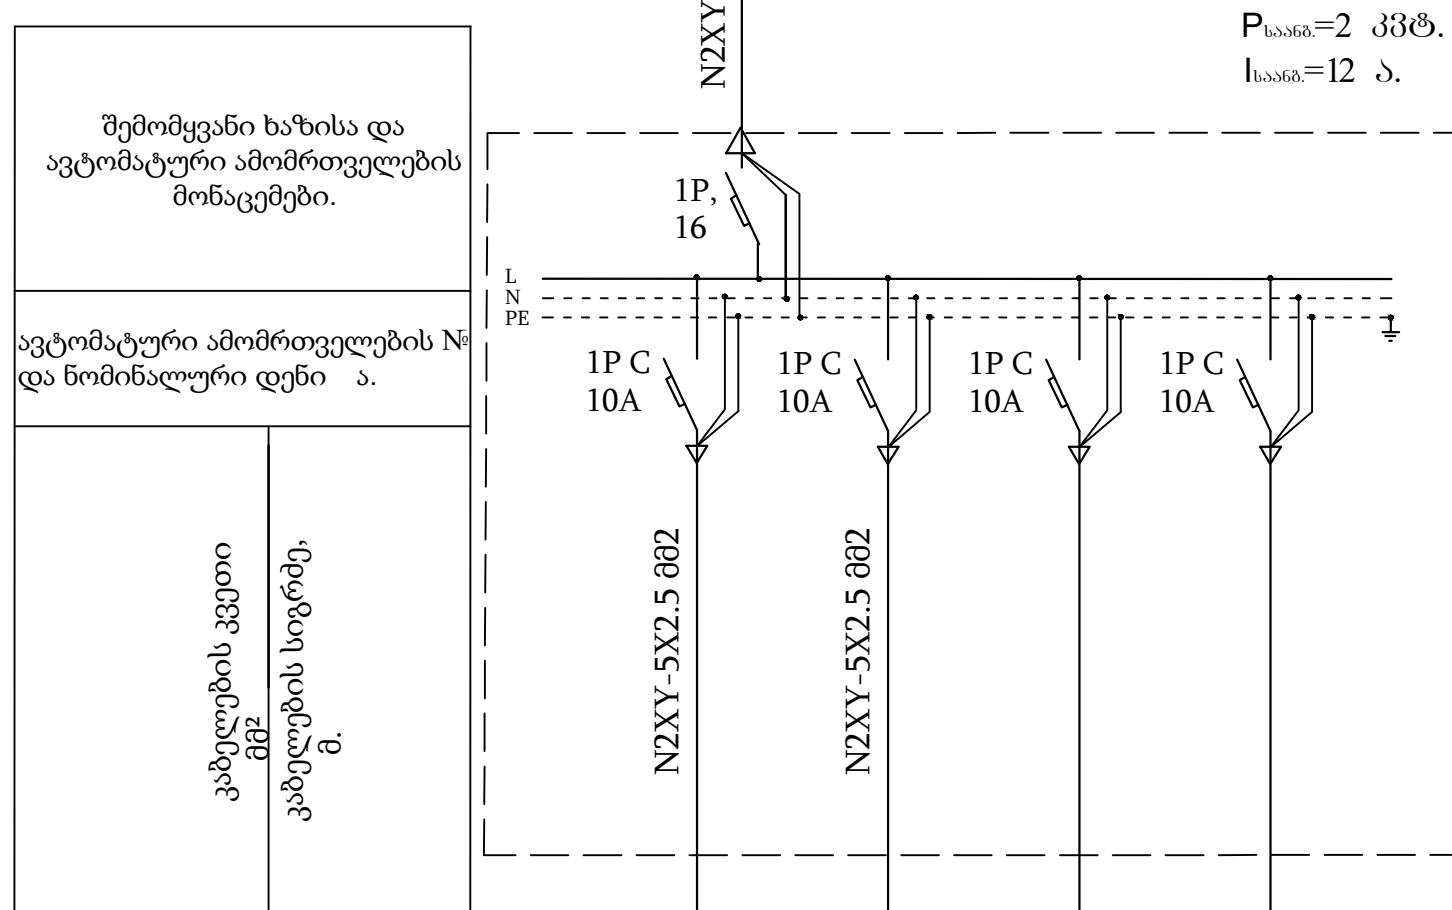 N2XY
Pსაანგ.=2 კვტ.
Iსაანგ.=12 ა.
შემომყვანი ხაზისა და
ავტომატური ამომრთველების
მონაცემები.
1P,
16
L
N
PE
ავტომატური ამომრთველების №
და ნომინალური დენი ა.
1P C
10A
1P C
10A
1P C
10A
1P C
10A
კაბელების კვეთი
მმ²
კაბელების სიგრძე,
მ.
N2XY-5X2.5 მმ2
N2XY-5X2.5 მმ2